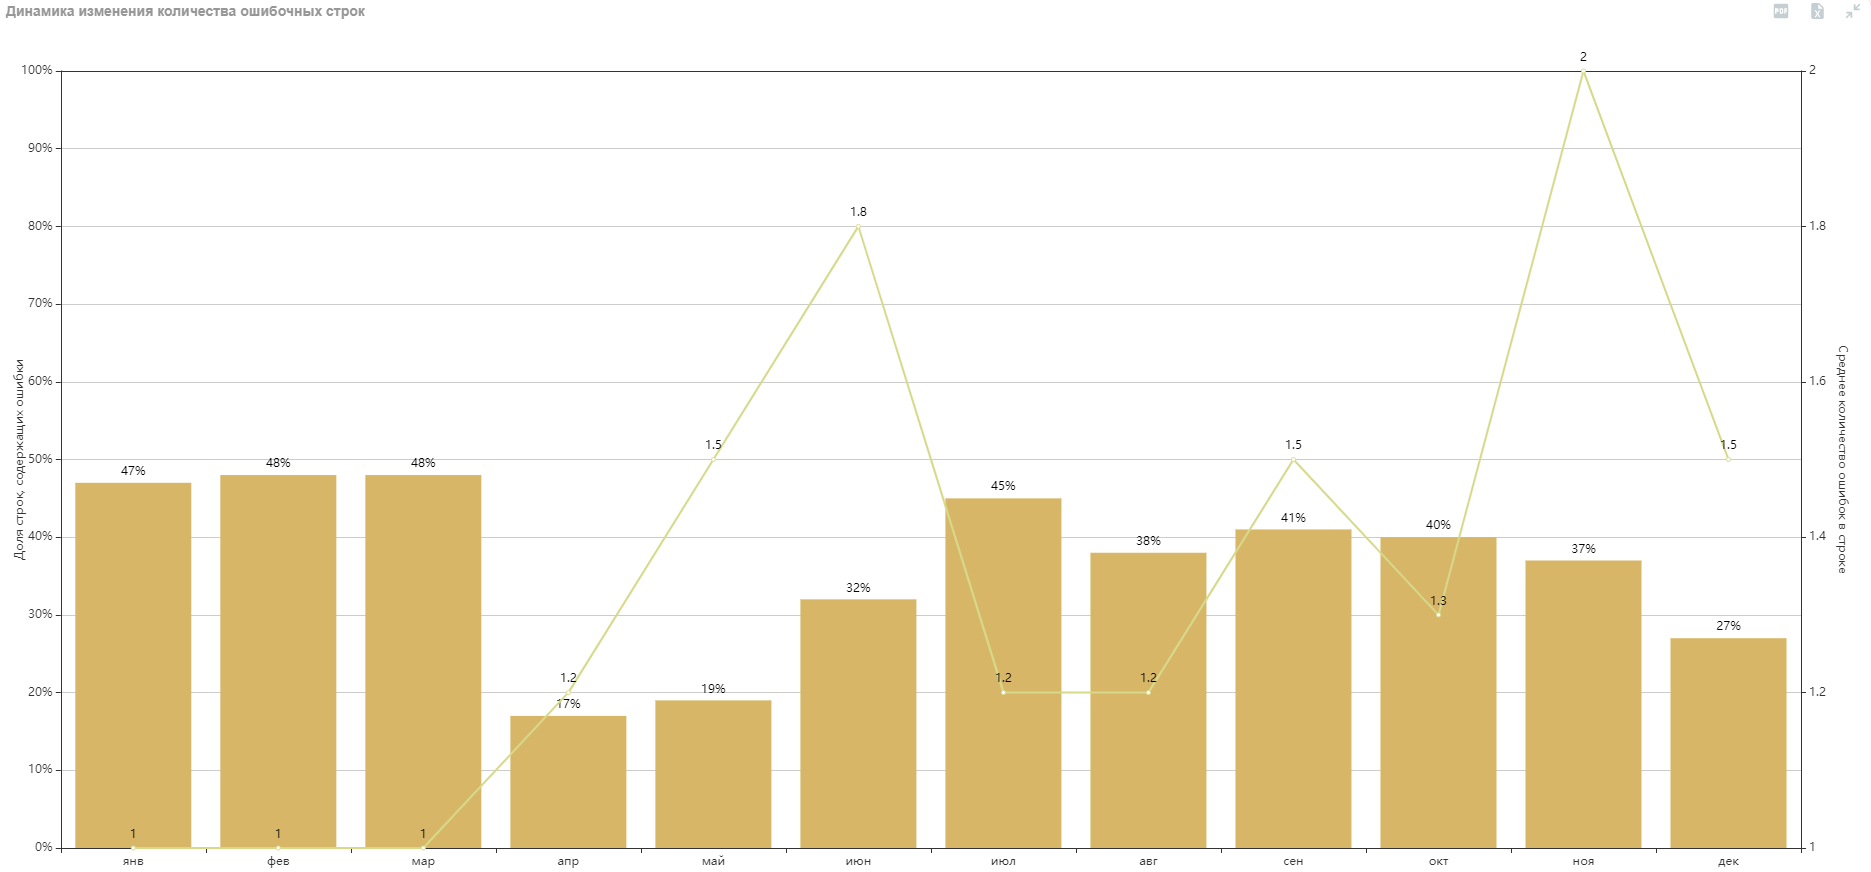 Динамика изменения количества ошибочных строк
PDF
X
Доля строк, содержащих ошибки
100%
90%
80%
70%
60%
50%
40%
30%
20%
10%
0%
2
1.8
1.5
1.5
1.5
47%
48%
48%
45%
41%
40%
38%
37%
32%
1.3
27%
1.2
1.2
1.2
19%
17%
1
1
1
янв
фев
мар
апр
май
июн
июл
авг
сен
окт
ноя
дек
2
1.8
1.6
1.4
1.2
1
Среднее количество ошибок в строке